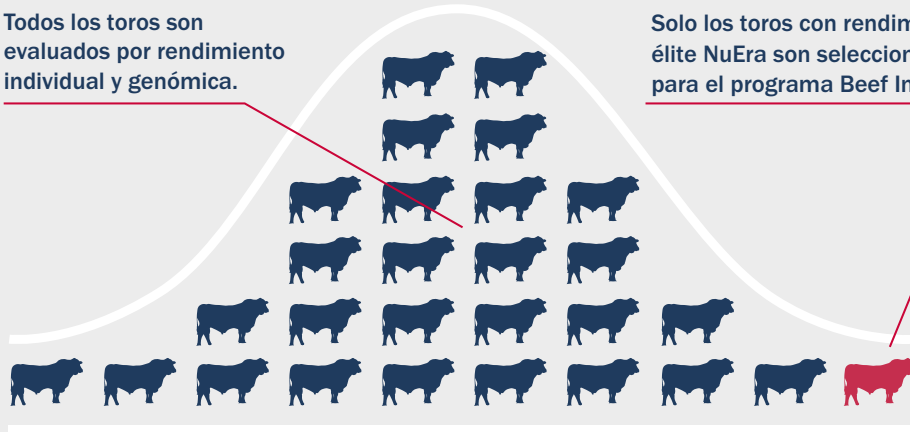 Todos los toros son
evaluados por rendimiento
individual y genómica.
Solo los toros con
élite NuEra son
para el programa Beef